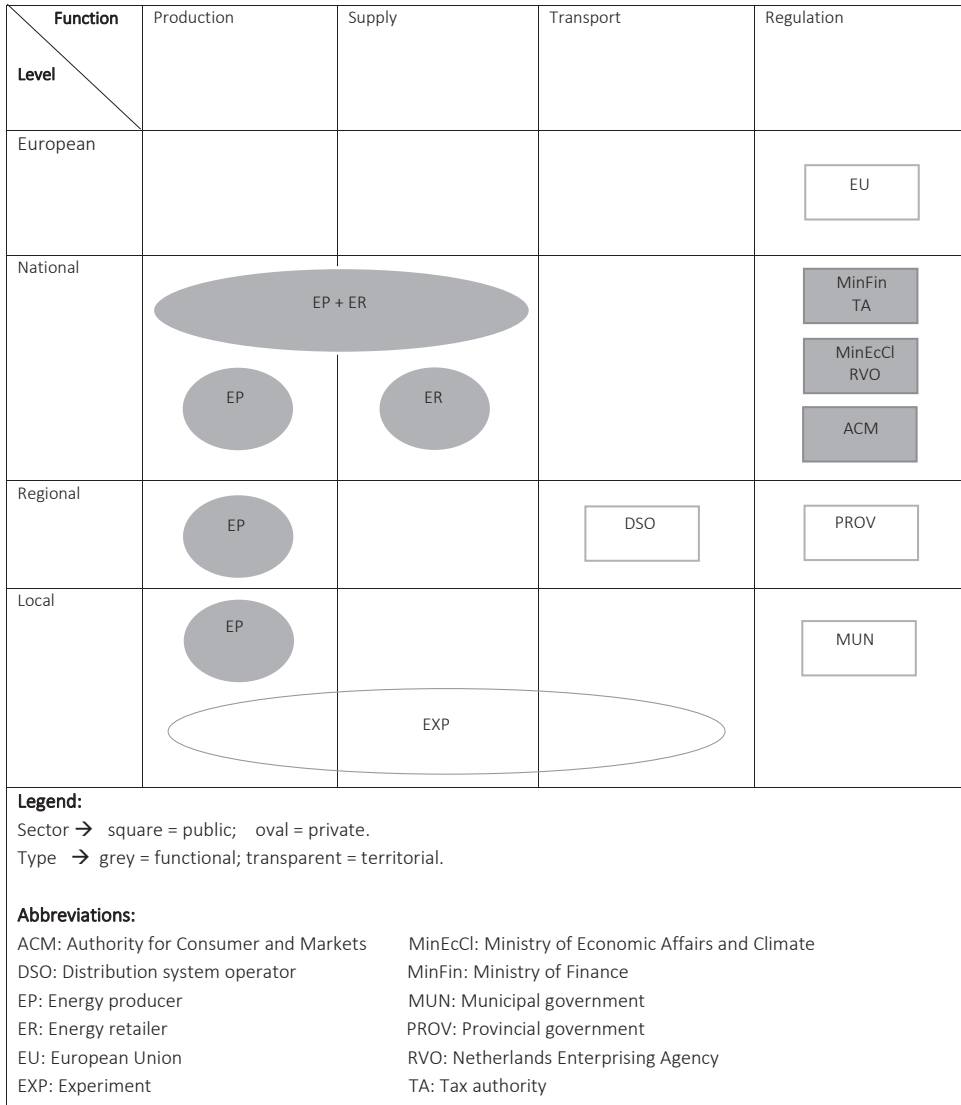 Function
Production
Supply
Transport
Regulation
Level
European
EU
National
EP + ER
MinFin
TA
MinEcCl
RVO
EP
ER
ACM
Regional
EP
DSO
PROV
Local
EP
MUN
EXP
Legend:
Sector → square = public; oval = private.
Type → grey = functional; transparent = territorial.
Abbreviations:
ACM: Authority for Consumer and Markets MinEcCl: Ministry of Economic Affairs and Climate
DSO: Distribution system operator MinFin: Ministry of Finance
EP: Energy producer MUN: Municipal government
ER: Energy retailer PROV: Provincial government
EU: European Union RVO: Netherlands Enterprising Agency
EXP: Experiment TA: Tax authority